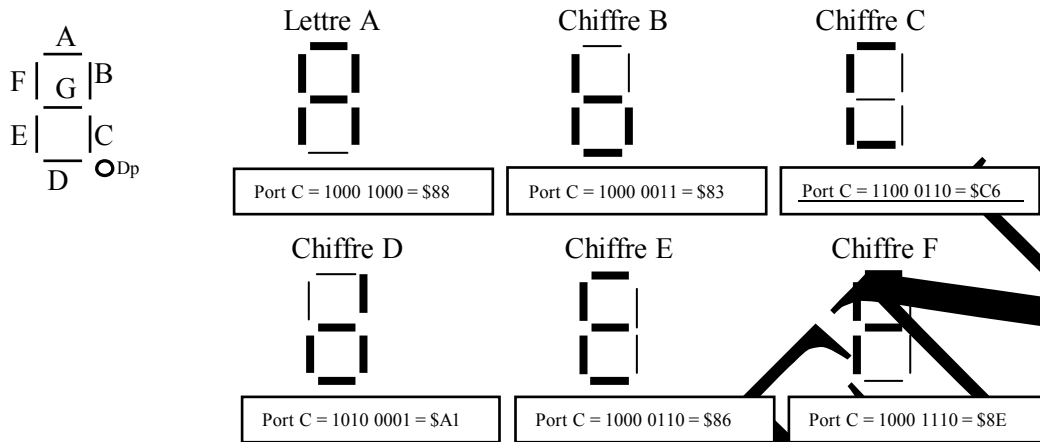 Lettre A
Chiffre B
Chiffre C
A
F
G
B
E
C
D
Dp
Port C = 1000 1000 = $88
Port C = 1000 0011 = $83
Port C = 1100 0110 = $C6
Chiffre D
Chiffre E
Chiffre F
Port C = 1010 0001 = $A1
Port C = 1000 0110 = $86
Port C = 1000 1110 = $8E